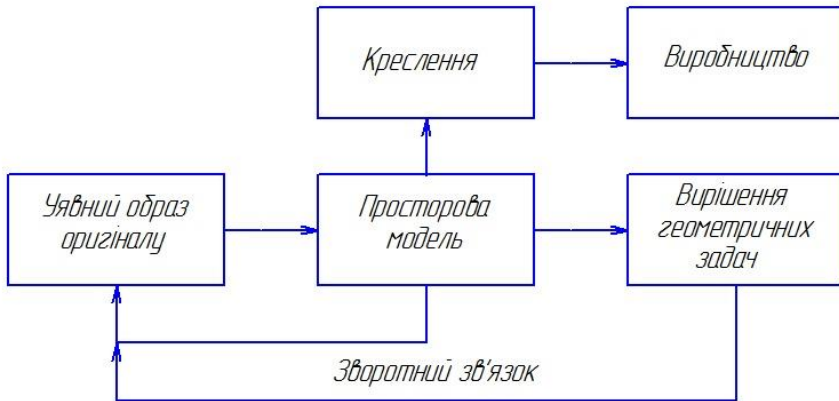 Креслення
Виробництво
Уявний образ
оригіналу
Просторова
модель
Вирішення
геометричних
задач
Зворотний зв'язок